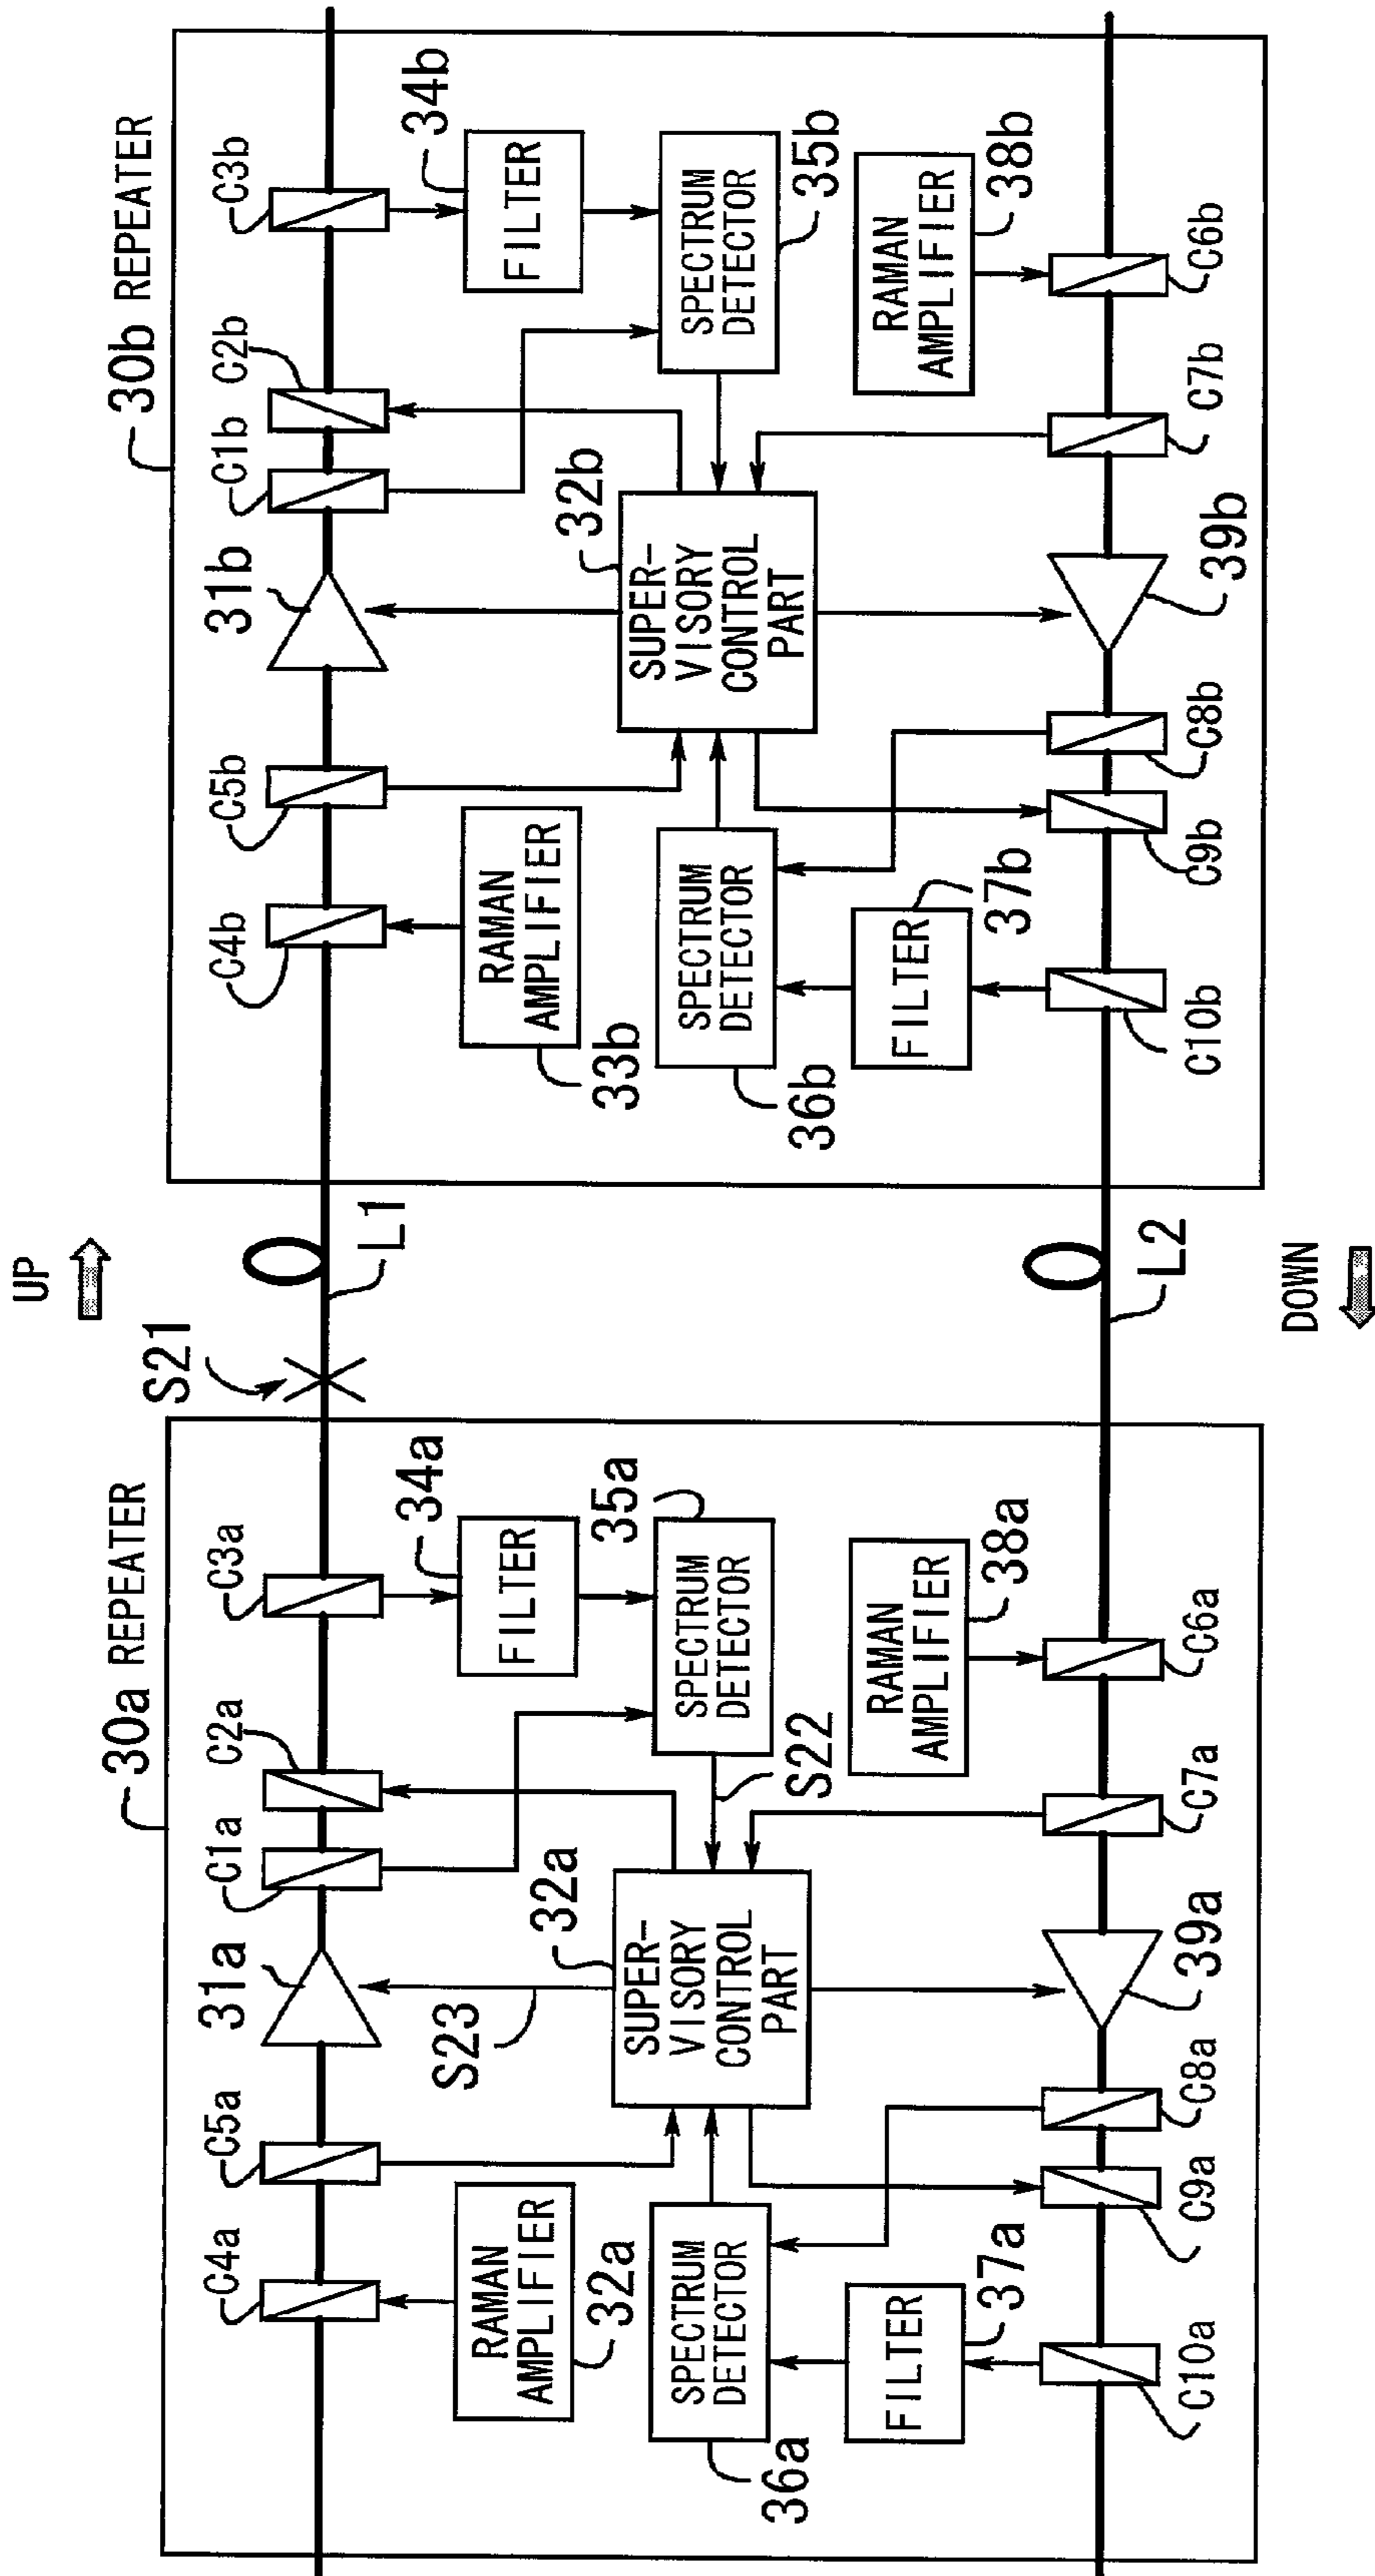 UP
DOWN
30a REPEATER
C4a
C5a
31a
C1a
C2a
C3a
S21
L1
34a
FILTER
RAMAN
AMPLIFIER
32a
S23
32a
SUPER-
VISORY
CONTROL
PART
S22
35a
SPECTRUM
DETECTOR
SPECTRUM
DETECTOR
36a
FILTER
37a
RAMAN
AMPLIFIER
38a
C10a
C9a
C8a
39a
C7a
C6a
L2
30b REPEATER
C4b
C5b
31b
C1b
C2b
C3b
34b
FILTER
RAMAN
AMPLIFIER
33b
32b
SUPER-
VISORY
CONTROL
PART
SPECTRUM
DETECTOR
35b
SPECTRUM
DETECTOR
36b
FILTER
37b
RAMAN
AMPLIFIER
38b
C10b
C9b
C8b
39b
C7b
C6b